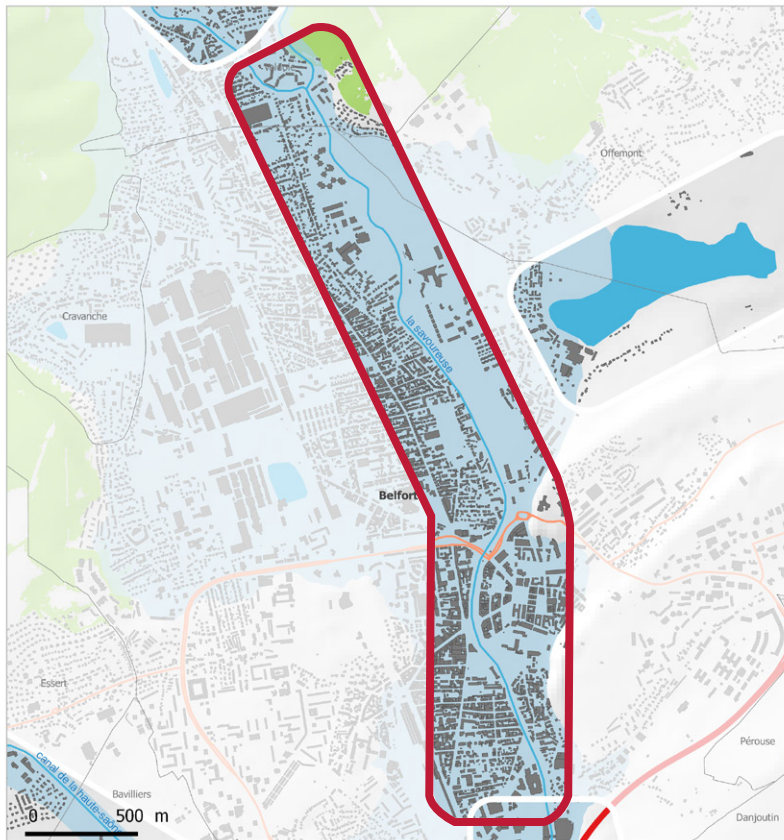 Offemont
Cravanche
la savoureuse
Belfort
Essert
Pérouse
canal de la haute-saône
Bavilliers
Danjoutin
0 500 m